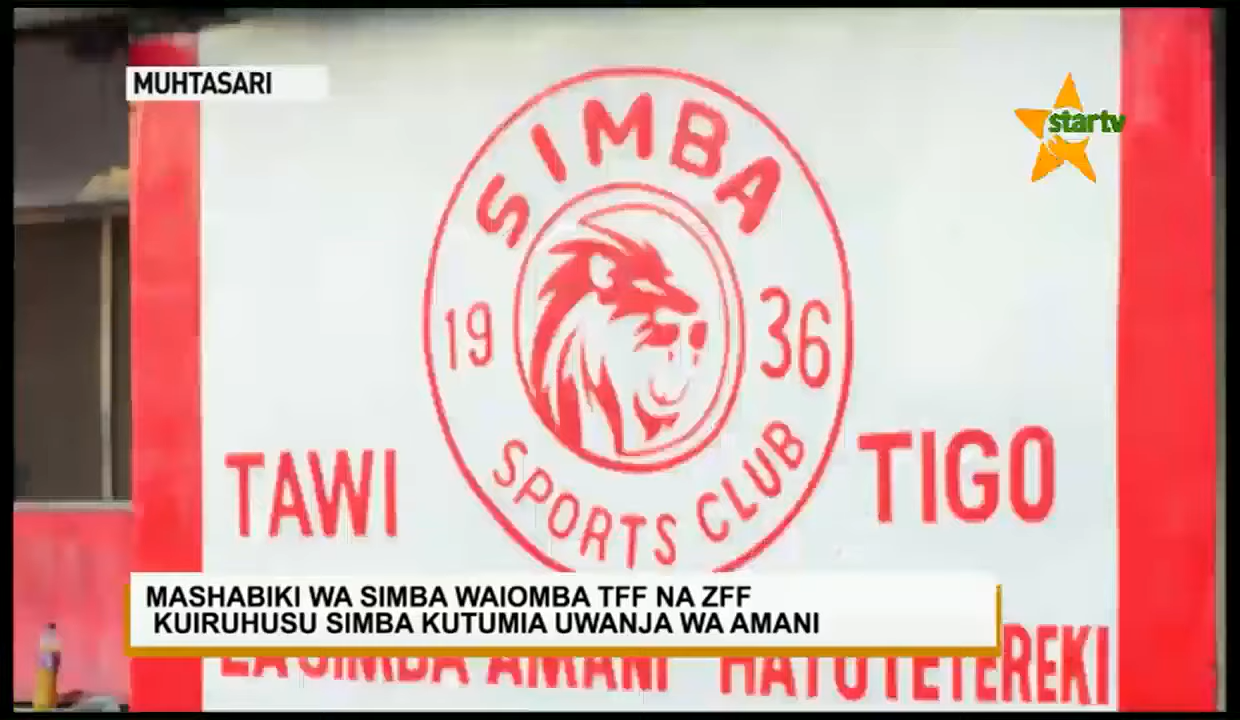 MUHTASARI
startv
SIMBA
19 36
SPORTS CLUB
TAWI TIGO
MASHABIKI WA SIMBA WAIOMBA TFF NA ZFF
KUIRUHUSU SIMBA KUTUMIA UWANJA WA AMANI
LA SIMBA AMANI HATUTETEREKI